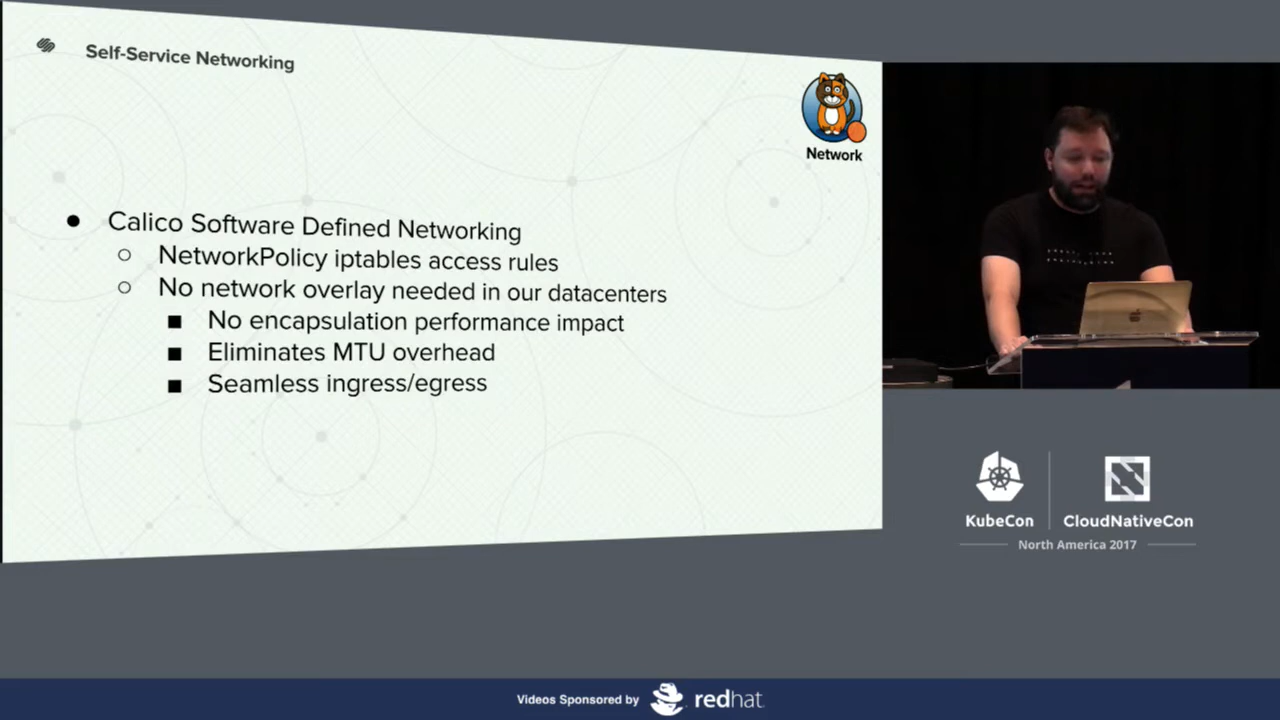 Self-Service Networking
Network
Calico Software Defined Networking
NetworkPolicy iptables access rules
No network overlay needed in our datacenters
No encapsulation performance impact
Eliminates MTU overhead
Seamless ingress/egress
KubeCon
CloudNativeCon
North America 2017
Videos Sponsored by
redhat